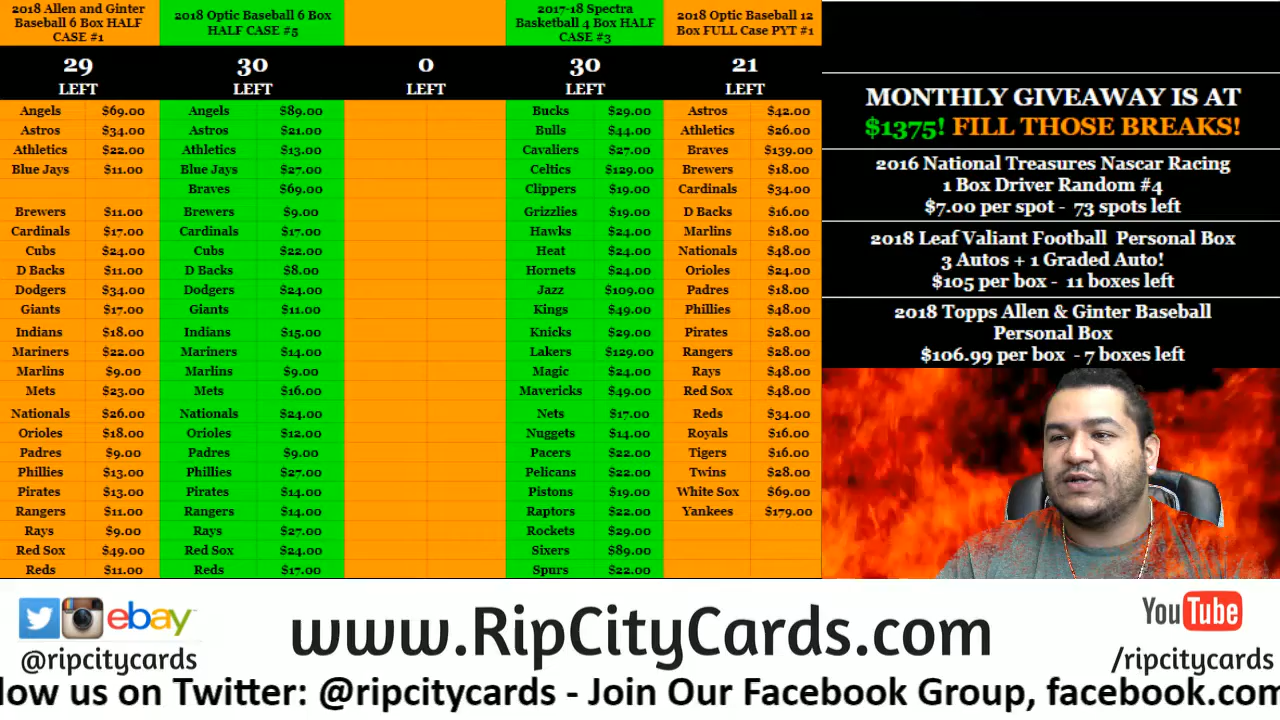 2018 Allen and Ginter
Baseball 6 Box HALF
CASE #1
29
LEFT
Angels $69.00
Astros $34.00
Athletics $22.00
Blue Jays $11.00
Brewers $11.00
Cardinals $17.00
Cubs $24.00
D Backs $11.00
Dodgers $34.00
Giants $17.00
Indians $18.00
Mariners $22.00
Marlins $9.00
Mets $23.00
Nationals $26.00
Orioles $18.00
Padres $9.00
Phillies $13.00
Pirates $13.00
Rangers $11.00
Rays $9.00
Red Sox $49.00
Reds $11.00
2018 Optic Baseball 6 Box
HALF CASE #5
30
LEFT
Angels $89.00
Astros $21.00
Athletics $13.00
Blue Jays $27.00
Braves $69.00
Brewers $9.00
Cardinals $17.00
Cubs $22.00
D Backs $8.00
Dodgers $24.00
Giants $11.00
Indians $15.00
Mariners $14.00
Marlins $9.00
Mets $16.00
Nationals $24.00
Orioles $12.00
Padres $9.00
Phillies $27.00
Pirates $14.00
Rangers $14.00
Rays $27.00
Red Sox $24.00
Reds $17.00
0
LEFT
2017-18 Spectra
Basketball 4 Box HALF
CASE #3
30
LEFT
Bucks $29.00
Bulls $44.00
Cavaliers $27.00
Celtics $129.00
Clippers $19.00
Grizzlies $19.00
Hawks $24.00
Heat $24.00
Hornets $24.00
Jazz $109.00
Kings $49.00
Knicks $29.00
Lakers $129.00
Magic $24.00
Mavericks $49.00
Nets $17.00
Nuggets $14.00
Pacers $22.00
Pelicans $22.00
Pistons $19.00
Raptors $22.00
Rockets $29.00
Sixers $89.00
Spurs $22.00
2018 Optic Baseball 12
Box FULL Case PYT #1
21
LEFT
Astros $42.00
Athletics $26.00
Braves $139.00
Brewers $18.00
Cardinals $34.00
D Backs $16.00
Marlins $18.00
Nationals $48.00
Orioles $24.00
Padres $18.00
Phillies $48.00
Pirates $28.00
Rangers $28.00
Rays $48.00
Red Sox $48.00
Reds $34.00
Royals $16.00
Tigers $16.00
Twins $28.00
White Sox $69.00
Yankees $179.00
MONTHLY GIVEAWAY IS AT
$1375! FILL THOSE BREAKS!
2016 National Treasures Nascar Racing
1 Box Driver Random #4
$7.00 per spot - 73 spots left
2018 Leaf Valiant Football Personal Box
3 Autos + 1 Graded Auto!
$105 per box - 11 boxes left
2018 Topps Allen & Ginter Baseball
Personal Box
$106.99 per box - 7 boxes left
ebay
@ripcitycards
www.RipCityCards.com
YouTube
/ripcitycards
low us on Twitter: @ripcitycards - Join Our Facebook Group, facebook.com